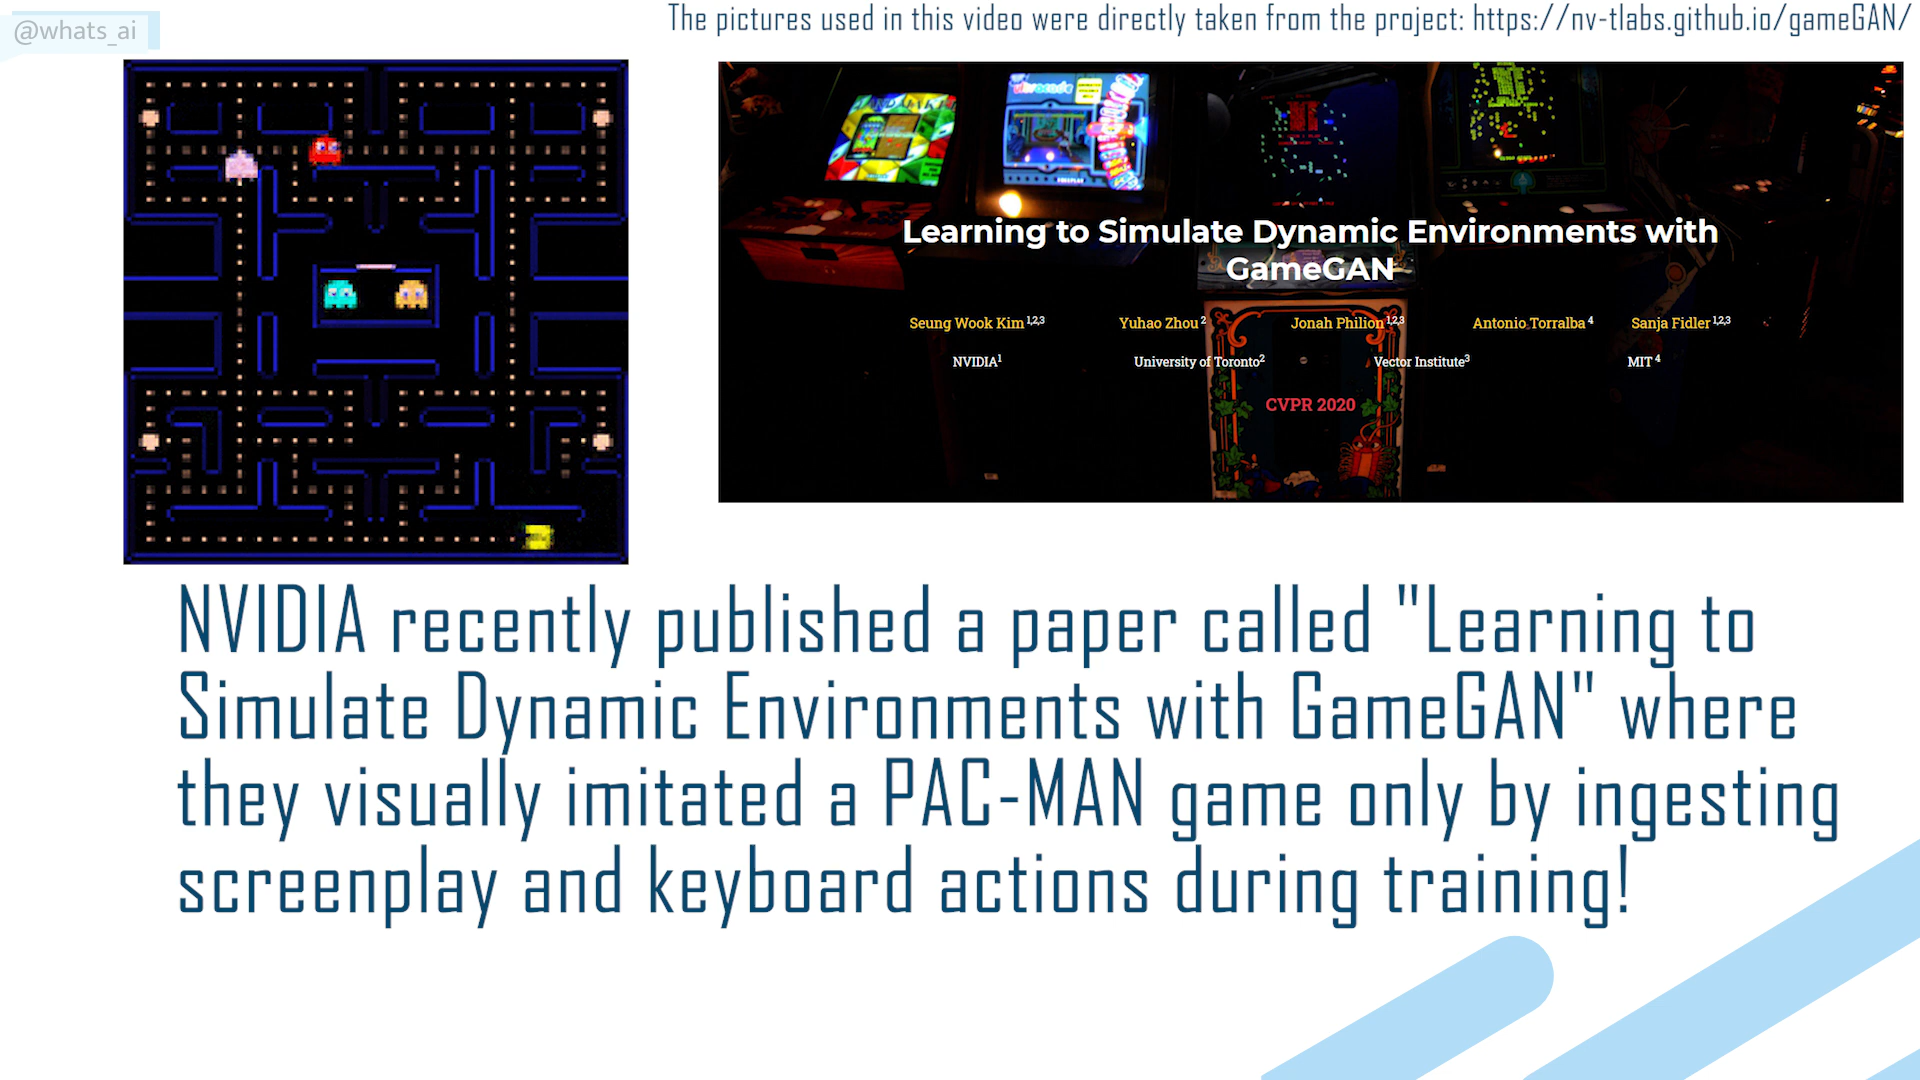 @whats_ai
The pictures used in this video were directly taken from the project: https://nv-tlabs.github.io/gameGAN/
Learning to Simulate Dynamic Environments with
GameGAN
Seung Wook Kim 1,2,3 Yuhao Zhou 2 Jonah Philion 1,2,3 Antonio Torralba 4 Sanja Fidler 1,2,3
NVIDIA1 University of Toronto2 Vector Institute3 MIT 4
CVPR 2020
NVIDIA recently published a paper called "Learning to
Simulate Dynamic Environments with GameGAN" where
they visually imitated a PAC-MAN game only by ingesting
screenplay and keyboard actions during training!